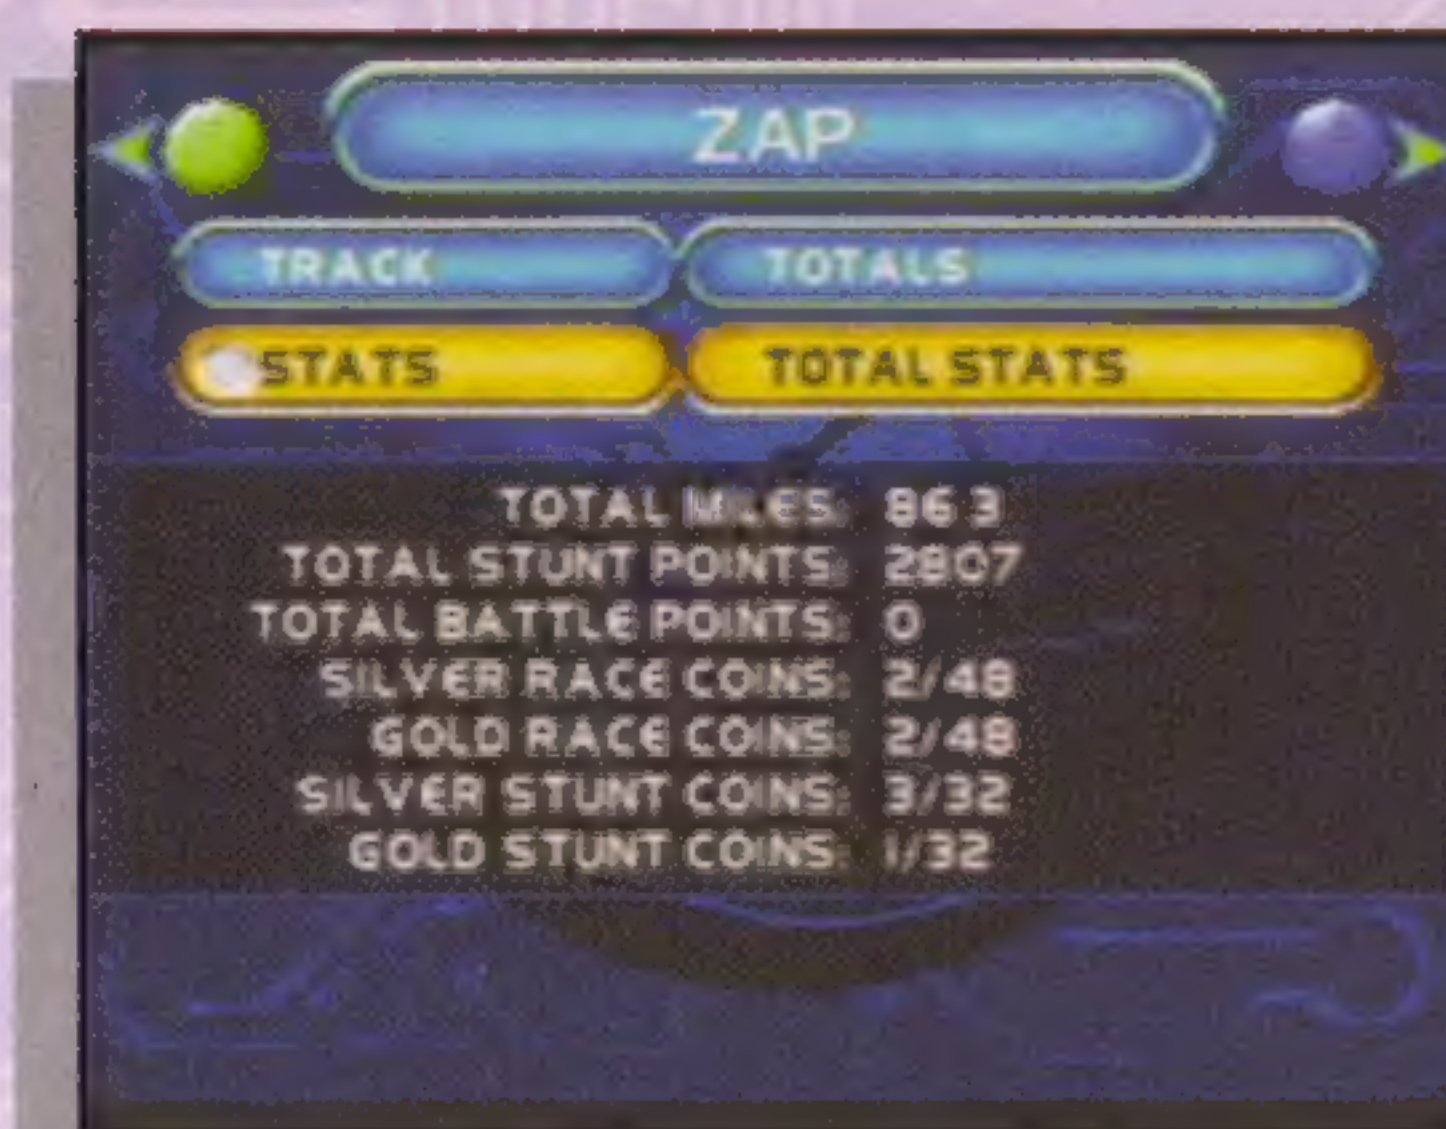 ZAP
TRACK TOTALS
STATS TOTAL STATS
TOTAL MILES: 86.3
TOTAL STUNT POINTS: 2807
TOTAL BATTLE POINTS: 0
SILVER RACE COINS: 2/48
GOLD RACE COINS: 2/48
SILVER STUNT COINS: 3/32
GOLD STUNT COINS: 1/32